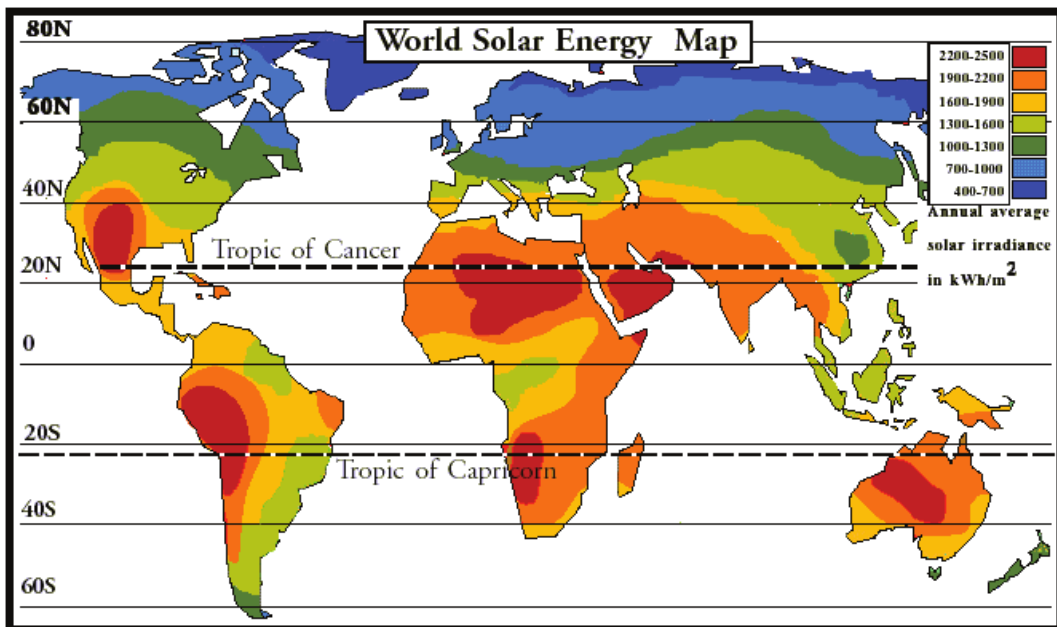 80N
World Solar Energy Map
2200-2500
1900-2200
1600-1900
1300-1600
1000-1300
700-1000
400-700
Annual average
solar irradiance
in kWh/m²
60N
40N
Tropic of Cancer
20N
0
20S
Tropic of Capricorn
40S
60S